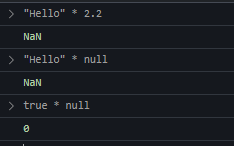 > "Hello" * 2.2
NaN
> "Hello" * null
NaN
> true * null
0